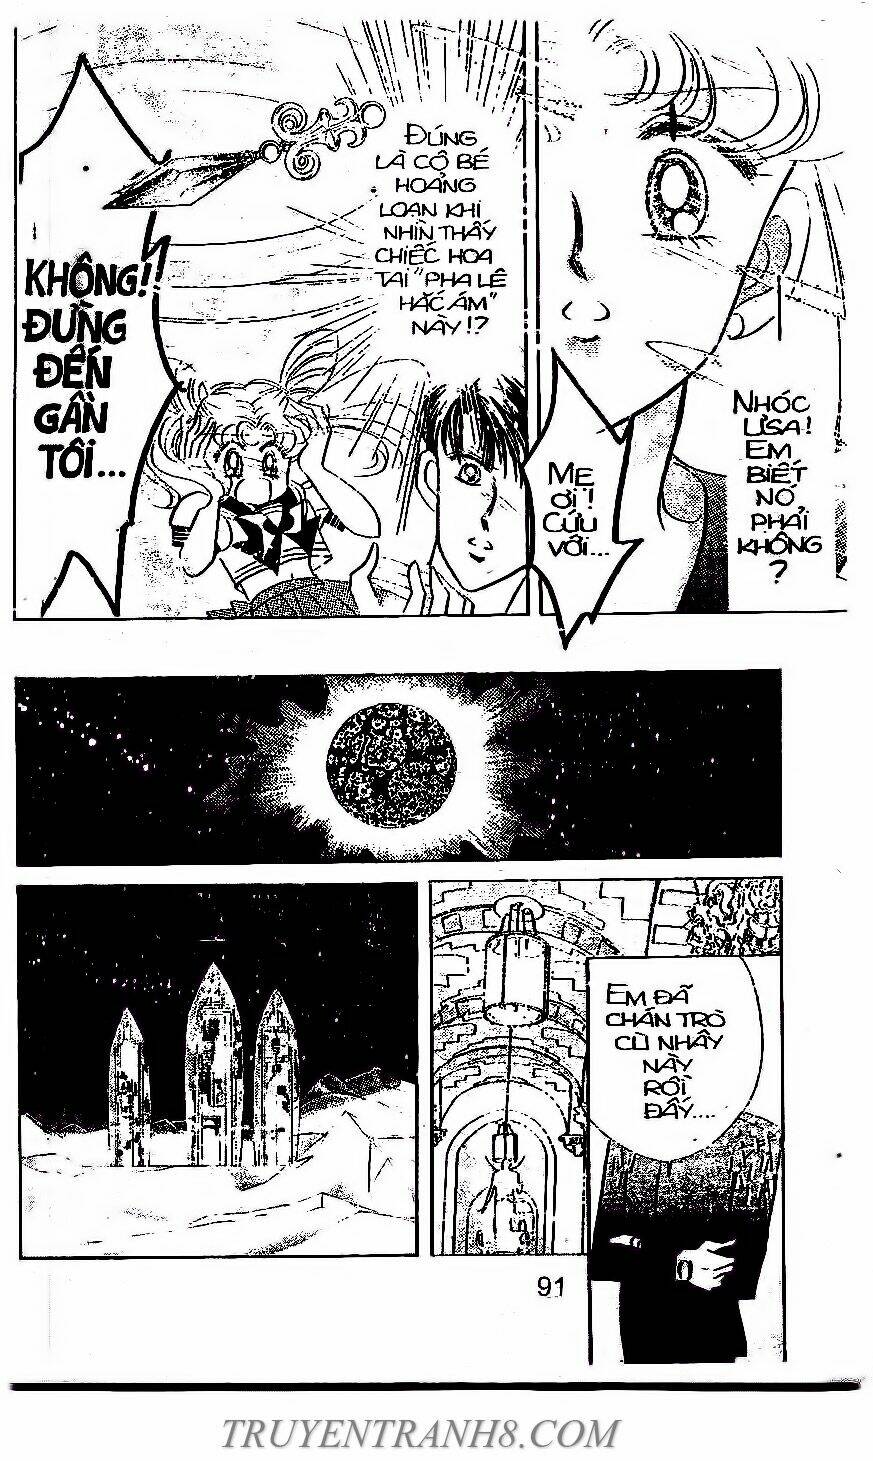 KHÔNG!!
ĐỪNG
ĐẾN
GẦN
TÔI...
ĐÚNG
LÀ CÔ BÉ
HOẢNG
LOẠN KHI
NHÌN THẤY
CHIẾC HOA
TAI "PHA LÊ
HẮC ÁM"
NÀY!?
MẸ
ƠI!
CỨU
VỚI...
NHÓC
USA!
EM
BIẾT
NÓ
PHẢI
KHÔNG
?
EM ĐÃ
CHÁN TRÒ
CÙ NHẦY
NÀY
RỒI
ĐẤY....
91
TRUYENTRANH8.COM